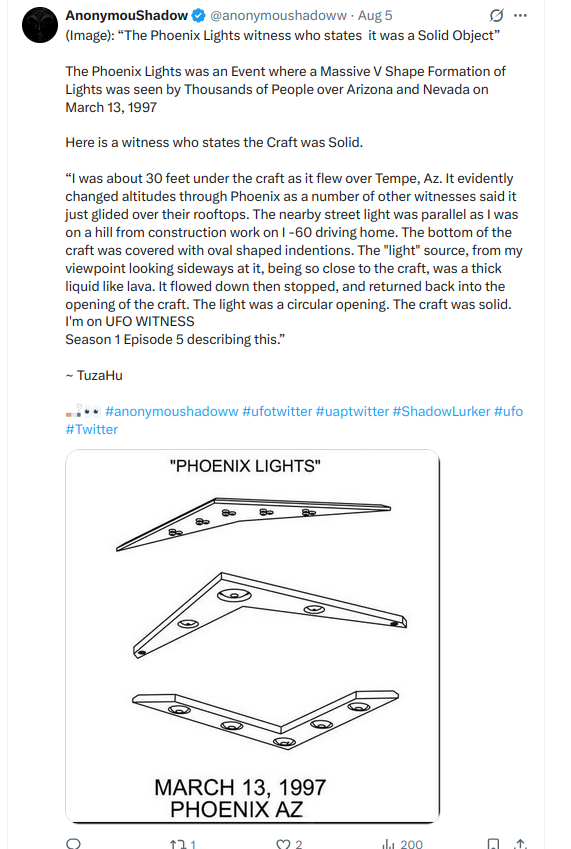 AnonymouShadow @anonymoushadoww · Aug 5
(Image): “The Phoenix Lights witness who states it was a Solid Object”
The Phoenix Lights was an Event where a Massive V Shape Formation of
Lights was seen by Thousands of People over Arizona and Nevada on
March 13, 1997
Here is a witness who states the Craft was Solid.
“I was about 30 feet under the craft as it flew over Tempe, Az. It evidently
changed altitudes through Phoenix as a number of other witnesses said it
just glided over their rooftops. The nearby street light was parallel as I was
on a hill from construction work on I -60 driving home. The bottom of the
craft was covered with oval shaped indentions. The "light" source, from my
viewpoint looking sideways at it, being so close to the craft, was a thick
liquid like lava. It flowed down then stopped, and returned back into the
opening of the craft. The light was a circular opening. The craft was solid.
I'm on UFO WITNESS
Season 1 Episode 5 describing this.”
~ TuzaHu
#anonymoushadoww #ufotwitter #uaptwitter #ShadowLurker #ufo
#Twitter
"PHOENIX LIGHTS"
MARCH 13, 1997
PHOENIX AZ
1 2 200